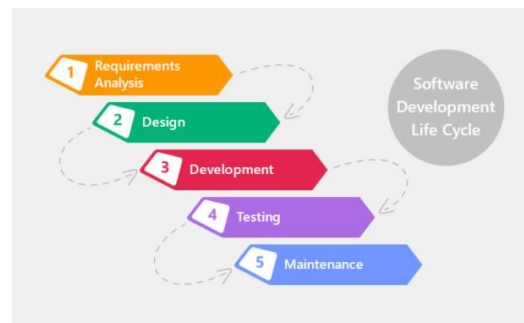 1
Requirements
Analysis
2
Design
3
Development
4
Testing
5
Maintenance
Software
Development
Life Cycle